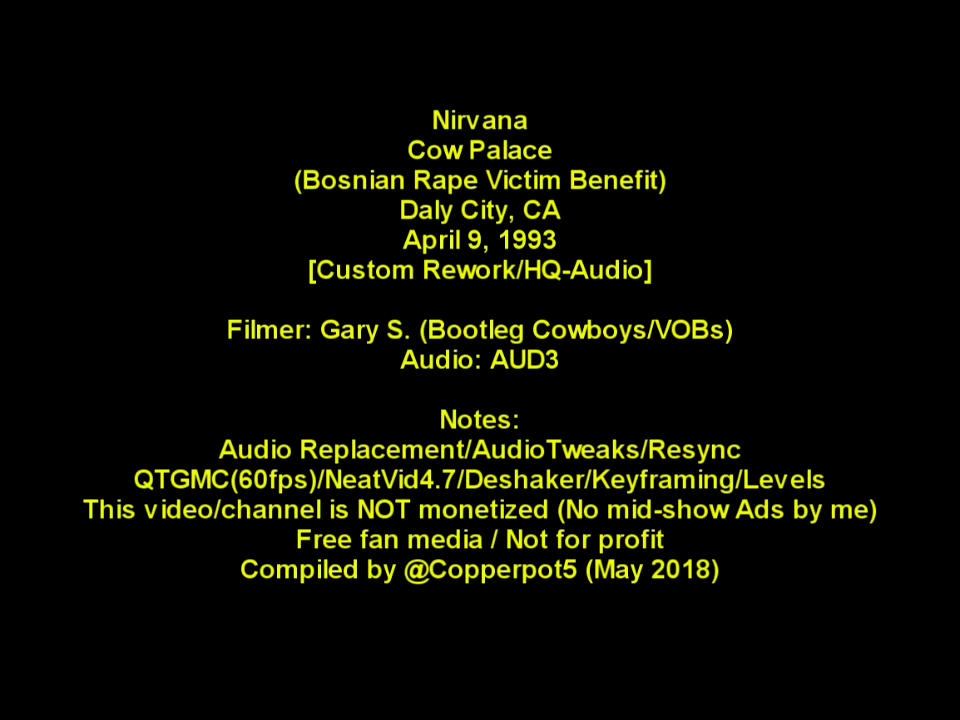 Nirvana
Cow Palace
(Bosnian Rape Victim Benefit)
Daly City, CA
April 9, 1993
[Custom Rework/HQ-Audio]
Filmer: Gary S. (Bootleg Cowboys/VOBs)
Audio: AUD3
Notes:
Audio Replacement/AudioTweaks/Resync
QTGMC(60fps)/NeatVid4.7/Deshaker/Keyframing/Levels
This video/channel is NOT monetized (No mid-show Ads by me)
Free fan media / Not for profit
Compiled by @Copperpot5 (May 2018)